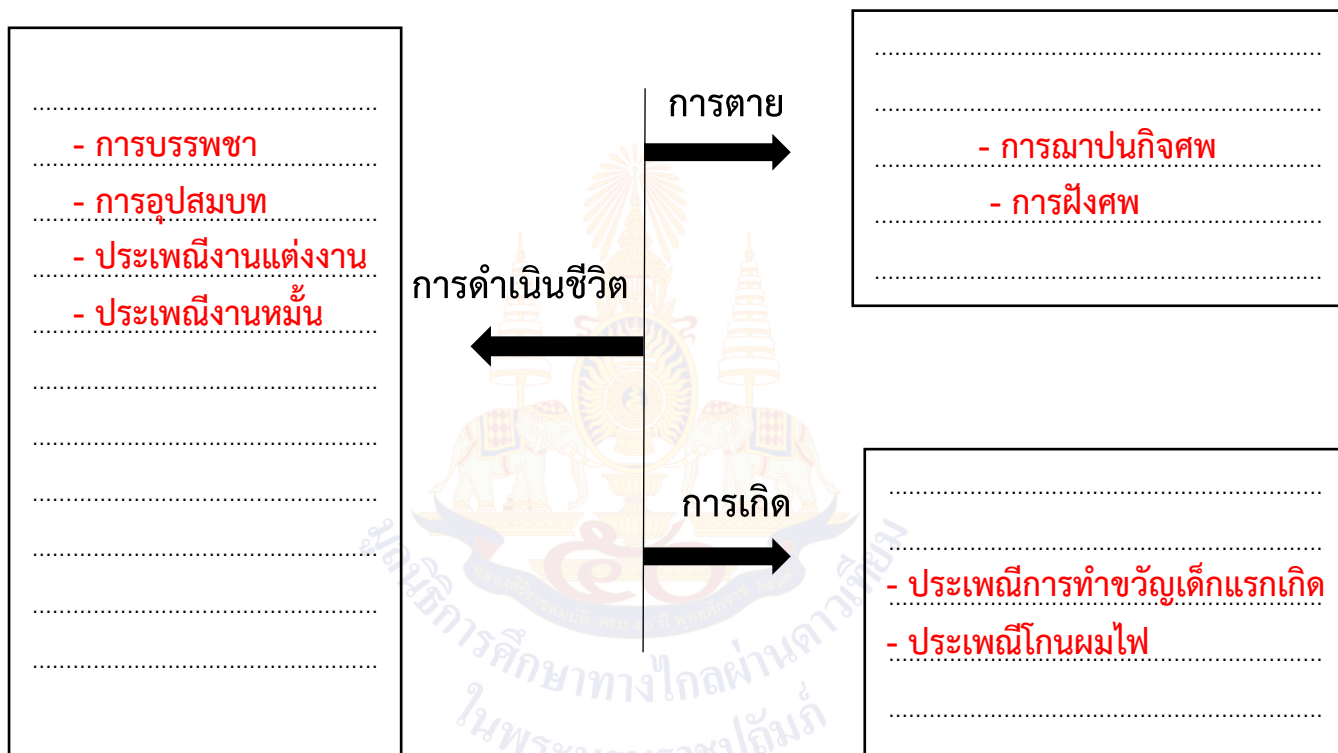 - การบรรพชา
- การอุปสมบท
- ประเพณีงานแต่งงาน
- ประเพณีงานหมั้น
การดำเนินชีวิต
การตาย
- การฌาปนกิจศพ
- การฝังศพ
การเกิด
- ประเพณีการทำขวัญเด็กแรกเกิด
- ประเพณีโกนผมไฟ
มูลนิธิการศึกษาทางไกลผ่านดาวเทียม
ในพระบรมราชูปถัมภ์